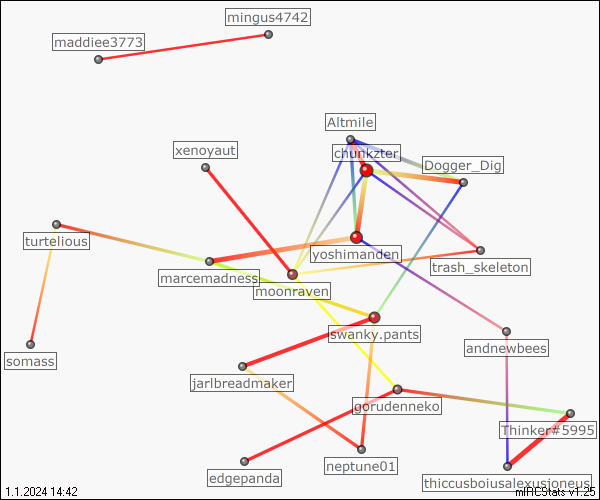 mingus4742
maddiee3773
Altmile
xenoyaut
chunkzter
Dogger_Dig
turtelious
yoshimanden
trash_skeleton
marcemadness
moonraven
swanky.pants
andnewbees
somass
jarlbreadmaker
gorudenneko
Thinker#5995
neptune01
edgepanda
thiccusboiusalexusjoneus
1.1.2024 14:42
mIRCStats v1.25